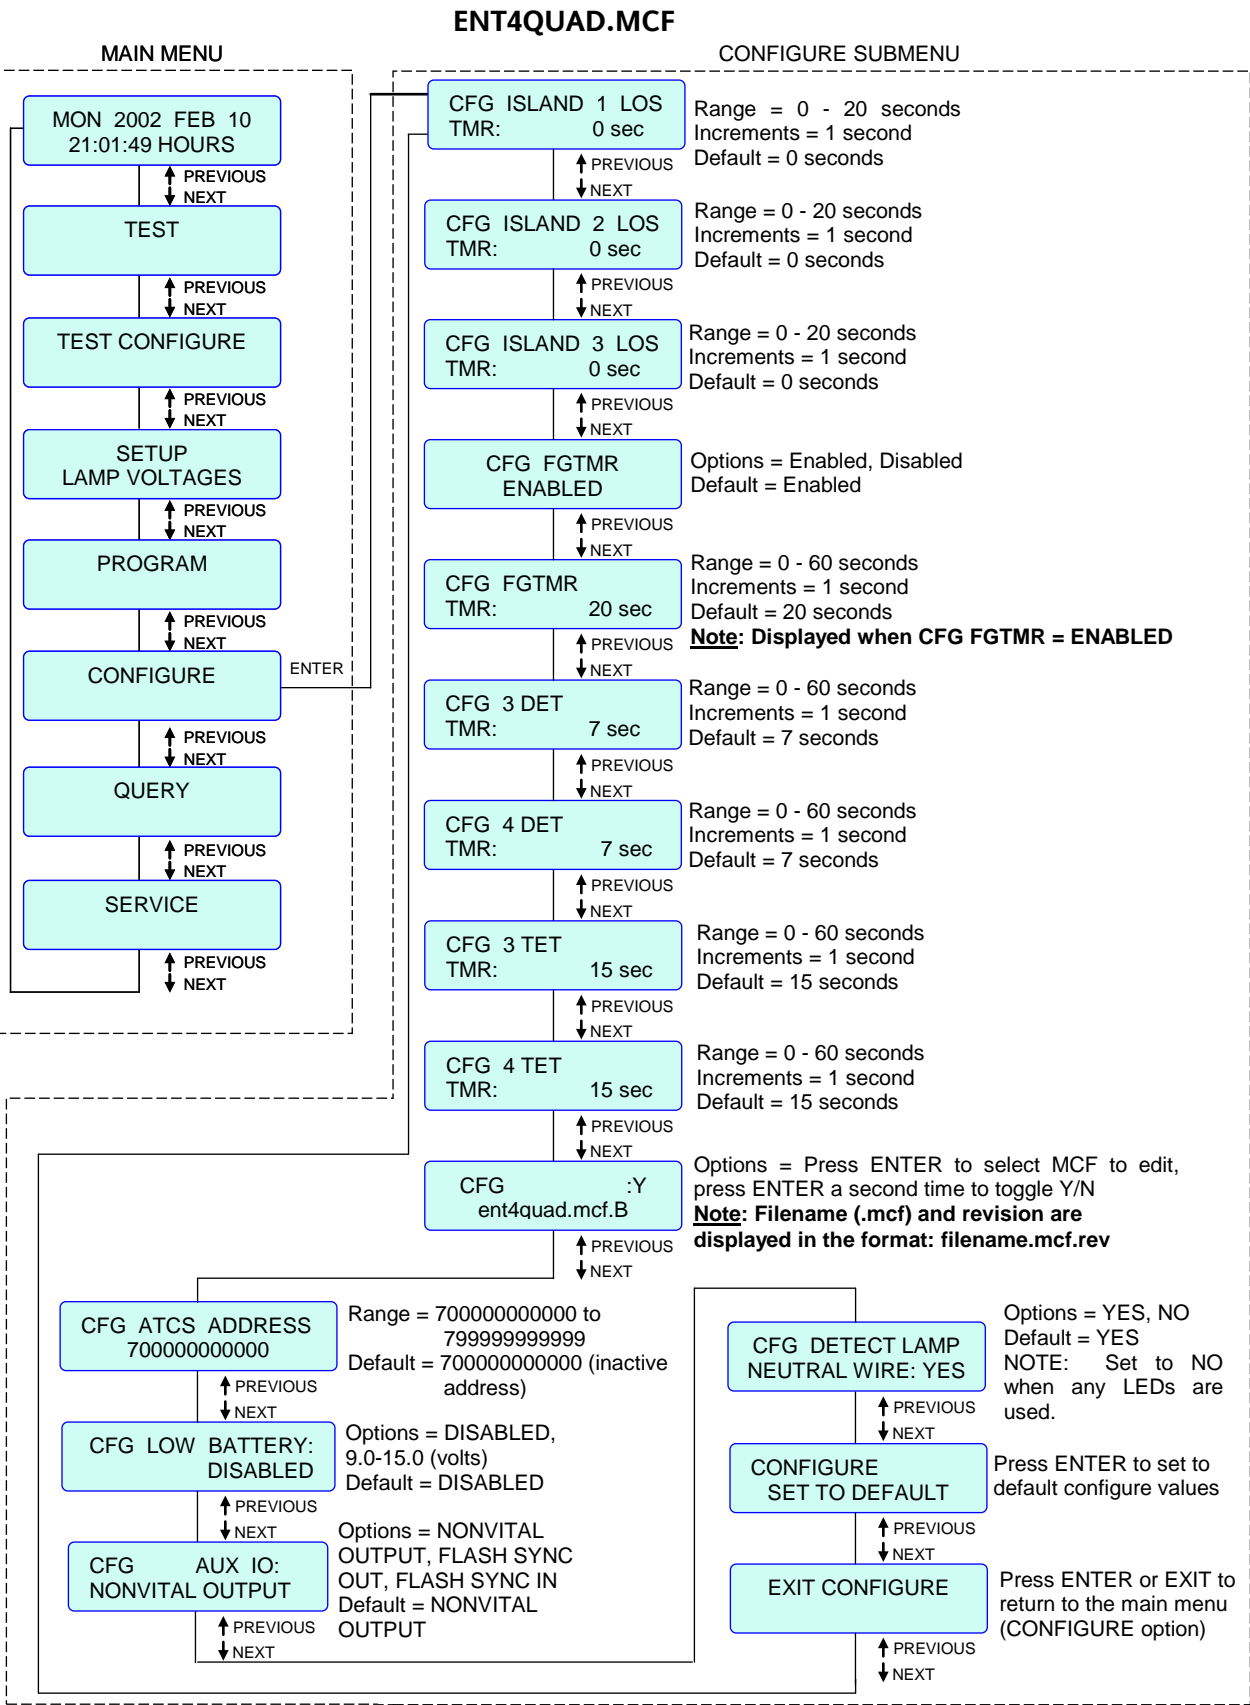 ENT4QUAD.MCF
MAIN MENU
MON 2002 FEB 10
21:01:49 HOURS
PREVIOUS
NEXT
TEST
PREVIOUS
NEXT
TEST CONFIGURE
PREVIOUS
NEXT
SETUP
LAMP VOLTAGES
PREVIOUS
NEXT
PROGRAM
PREVIOUS
NEXT
CONFIGURE
ENTER
PREVIOUS
NEXT
QUERY
PREVIOUS
NEXT
SERVICE
PREVIOUS
NEXT
CONFIGURE SUBMENU
CFG ISLAND 1 LOS
TMR: 0 sec
Range = 0 - 20 seconds
Increments = 1 second
Default = 0 seconds
PREVIOUS
NEXT
CFG ISLAND 2 LOS
TMR: 0 sec
Range = 0 - 20 seconds
Increments = 1 second
Default = 0 seconds
PREVIOUS
NEXT
CFG ISLAND 3 LOS
TMR: 0 sec
Range = 0 - 20 seconds
Increments = 1 second
Default = 0 seconds
PREVIOUS
NEXT
CFG FGTMR
ENABLED
Options = Enabled, Disabled
Default = Enabled
PREVIOUS
NEXT
CFG FGTMR
TMR: 20 sec
Range = 0 - 60 seconds
Increments = 1 second
Default = 20 seconds
Note: Displayed when CFG FGTMR = ENABLED
PREVIOUS
NEXT
CFG 3 DET
TMR: 7 sec
Range = 0 - 60 seconds
Increments = 1 second
Default = 7 seconds
PREVIOUS
NEXT
CFG 4 DET
TMR: 7 sec
Range = 0 - 60 seconds
Increments = 1 second
Default = 7 seconds
PREVIOUS
NEXT
CFG 3 TET
TMR: 15 sec
Range = 0 - 60 seconds
Increments = 1 second
Default = 15 seconds
PREVIOUS
NEXT
CFG 4 TET
TMR: 15 sec
Range = 0 - 60 seconds
Increments = 1 second
Default = 15 seconds
PREVIOUS
NEXT
CFG :Y
ent4quad.mcf.B
Options = Press ENTER to select MCF to edit,
press ENTER a second time to toggle Y/N
Note: Filename (.mcf) and revision are
displayed in the format: filename.mcf.rev
PREVIOUS
NEXT
CFG ATCS ADDRESS
700000000000
Range = 700000000000 to
799999999999
Default = 700000000000 (inactive
address)
PREVIOUS
NEXT
CFG LOW BATTERY:
DISABLED
Options = DISABLED,
9.0-15.0 (volts)
Default = DISABLED
PREVIOUS
NEXT
CFG AUX IO:
NONVITAL OUTPUT
Options = NONVITAL
OUTPUT, FLASH SYNC
OUT, FLASH SYNC IN
Default = NONVITAL
OUTPUT
PREVIOUS
NEXT
CFG DETECT LAMP
NEUTRAL WIRE: YES
Options = YES, NO
Default = YES
NOTE: Set to NO
when any LEDs are
used.
PREVIOUS
NEXT
CONFIGURE
SET TO DEFAULT
Press ENTER to set to
default configure values
PREVIOUS
NEXT
EXIT CONFIGURE
Press ENTER or EXIT to
return to the main menu
(CONFIGURE option)
PREVIOUS
NEXT